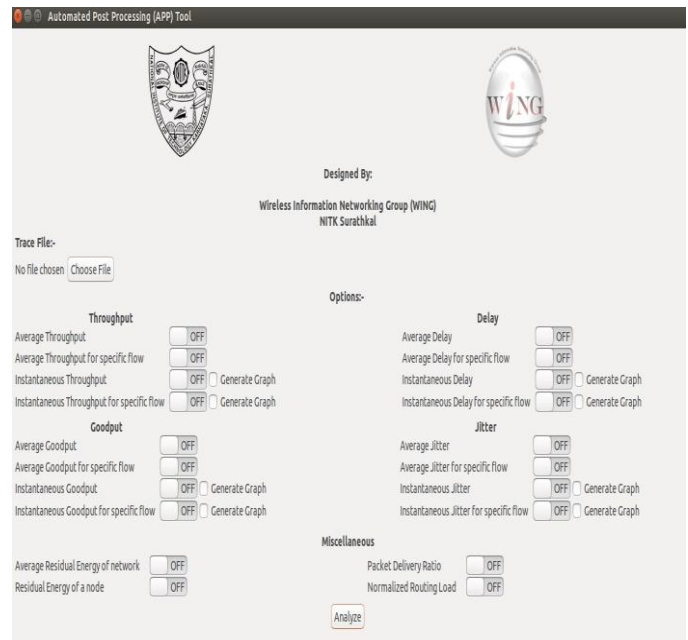 Automated Post Processing (APP) Tool
WiNG
Designed By:
Wireless Information Networking Group (WING)
NITK Surathkal
Trace File:-
No file chosen Choose File
Options:-
Throughput
Average Throughput OFF
Average Throughput for specific flow OFF
Instantaneous Throughput OFF Generate Graph
Instantaneous Throughput for specific flow OFF Generate Graph
Delay
Average Delay OFF
Average Delay for specific flow OFF
Instantaneous Delay OFF Generate Graph
Instantaneous Delay for specific flow OFF Generate Graph
Goodput
Average Goodput OFF
Average Goodput for specific flow OFF
Instantaneous Goodput OFF Generate Graph
Instantaneous Goodput for specific flow OFF Generate Graph
Jitter
Average Jitter OFF
Average Jitter for specific flow OFF
Instantaneous Jitter OFF Generate Graph
Instantaneous Jitter for specific flow OFF Generate Graph
Miscellaneous
Average Residual Energy of network OFF
Residual Energy of a node OFF
Packet Delivery Ratio OFF
Normalized Routing Load OFF
Analyze